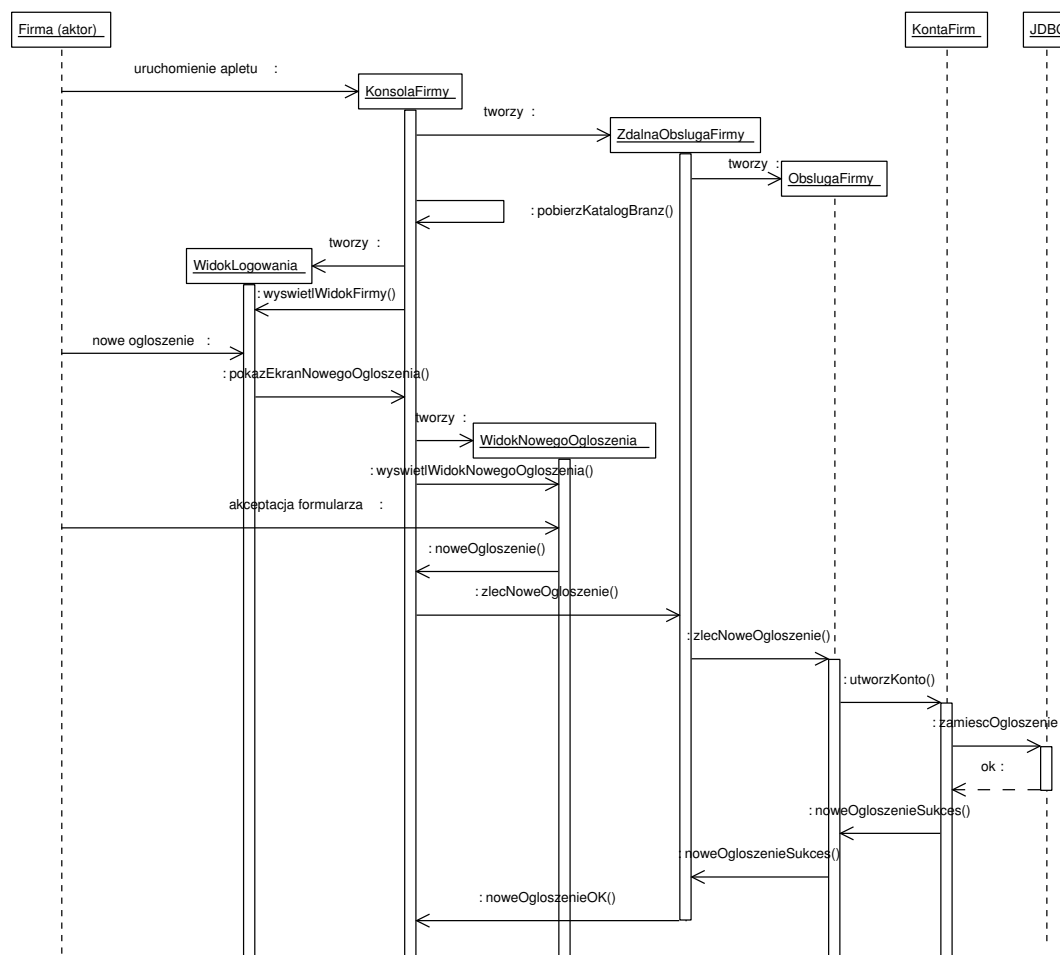 Firma (aktor)
KontaFirm
JDBC
uruchomienie apletu :
KonsolaFirmy
tworzy :
ZdalnaObslugaFirmy
tworzy :
ObslugaFirmy
: pobierzKatalogBranz()
tworzy :
WidokLogowania
: wyswietlWidokFirmy()
nowe ogloszenie :
: pokazEkranNowegoOgloszenia()
tworzy :
WidokNowegoOgloszenia
: wyswietlWidokNowegoOgloszenia()
akceptacja formularza :
: noweOgloszenie()
: zlecNoweOgloszenie()
: zlecNoweOgloszenie()
: utworzKonto()
: zamiescOgloszenie
ok :
: noweOgloszenieSukces()
: noweOgloszenieSukces()
: noweOgloszenieOK()